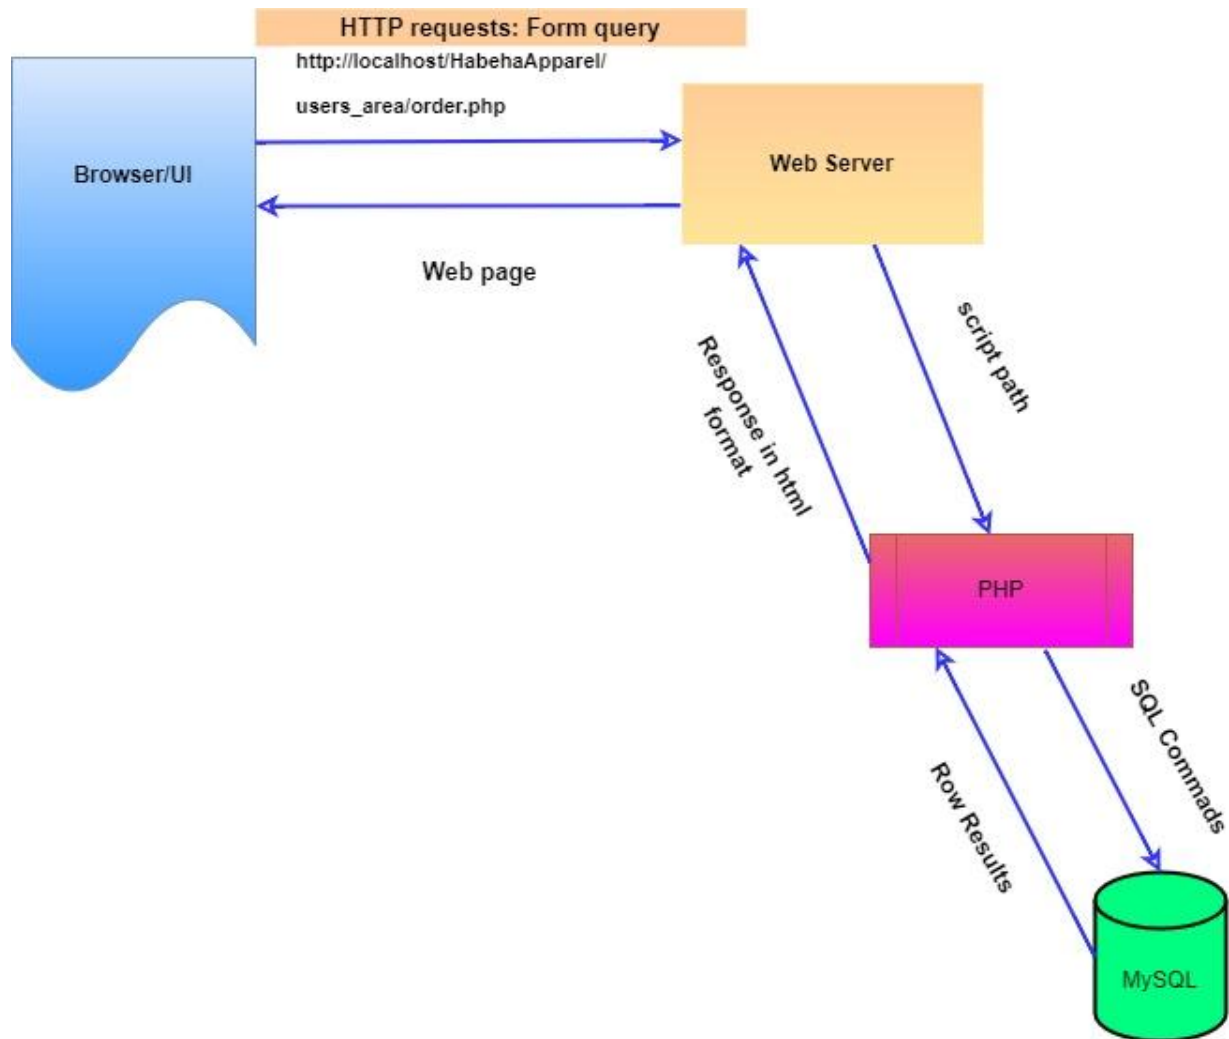 HTTP requests: Form query
http://localhost/HabehaApparel/
users_area/order.php
Browser/UI
Web Server
Web page
script path
Response in html
format
PHP
SQL Commads
Row Results
MySQL